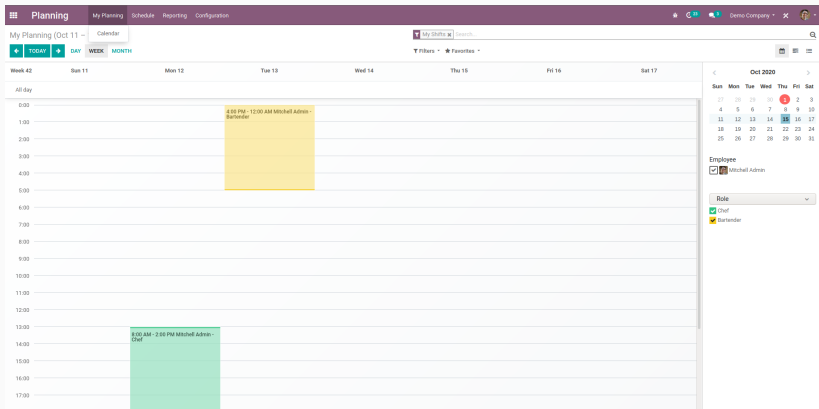 Planning My Planning Schedule Reporting Configuration 23 5 Demo Company
My Planning (Oct 11 – Calendar My Shifts x Search...
TODAY DAY WEEK MONTH Filters Favorites
Week 42 Sun 11 Mon 12 Tue 13 Wed 14 Thu 15 Fri 16 Sat 17
All day
0:00
1:00
2:00
3:00
4:00
5:00
6:00
7:00
8:00
9:00
10:00
11:00
12:00
13:00
14:00
15:00
16:00
17:00
4:00 PM - 12:00 AM Mitchell Admin -
Bartender
8:00 AM - 2:00 PM Mitchell Admin -
Chef
Oct 2020
Sun Mon Tue Wed Thu Fri Sat
27 28 29 30 1 2 3
4 5 6 7 8 9 10
11 12 13 14 15 16 17
18 19 20 21 22 23 24
25 26 27 28 29 30 31
Employee
Mitchell Admin
Role
Chef
Bartender